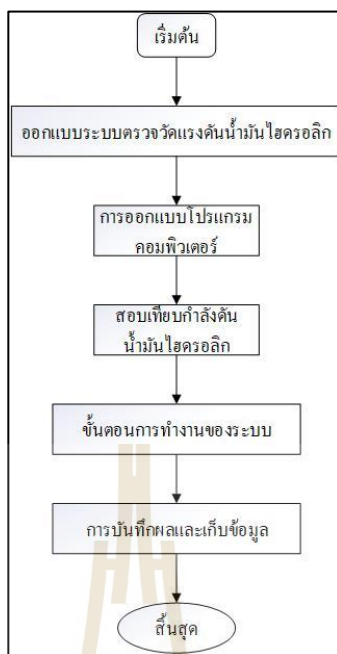 เริ่มต้น
ออกแบบระบบตรวจวัดแรงดันน้ำมันไฮดรอลิก
การออกแบบโปรแกรม
คอมพิวเตอร์
สอบเทียบกำลังดัน
น้ำมันไฮดรอลิก
ขั้นตอนการทำงานของระบบ
การบันทึกผลและเก็บข้อมูล
สิ้นสุด